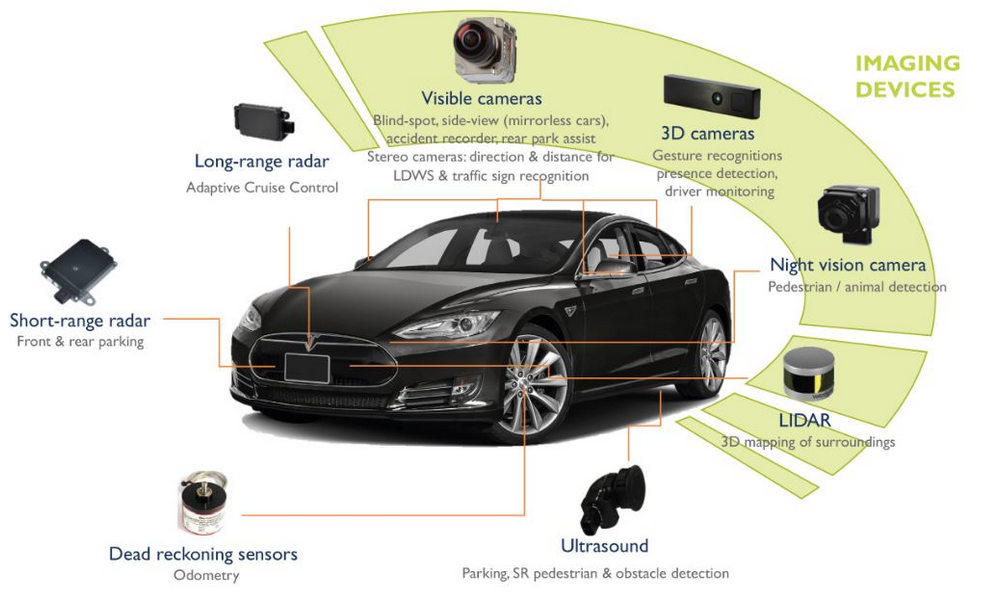 IMAGING
DEVICES
Visible cameras
Blind-spot, side-view (mirrorless cars),
accident recorder, rear park assist
Stereo cameras: direction & distance for
LDWS & traffic sign recognition
3D cameras
Gesture recognitions
presence detection,
driver monitoring
Long-range radar
Adaptive Cruise Control
Night vision camera
Pedestrian / animal detection
Short-range radar
Front & rear parking
LIDAR
3D mapping of surroundings
Dead reckoning sensors
Odometry
Ultrasound
Parking, SR pedestrian & obstacle detection